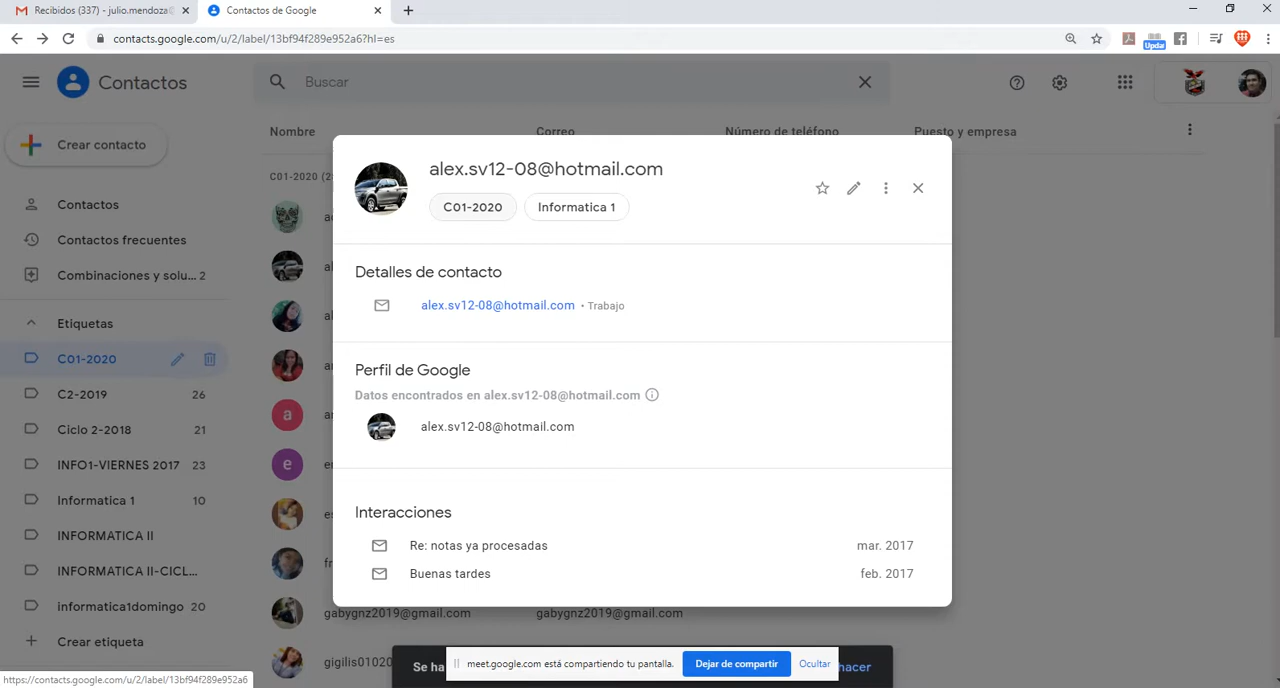 Recibidos (337) - julio.mendoza@
Contactos de Google
contacts.google.com/u/2/label/13bf94f289e952a6?hl=es
Updat
Contactos
Buscar
Crear contacto
Nombre
Correo
Número de teléfono
Puesto y empresa
C01-2020 (2
Contactos
Contactos frecuentes
Combinaciones y solu... 2
Etiquetas
C01-2020
C2-2019 26
Ciclo 2-2018 21
INFO1-VIERNES 2017 23
Informatica 1 10
INFORMATICA II
INFORMATICA II-CICL...
informatica1domingo 20
Crear etiqueta
a
e
alex.sv12-08@hotmail.com
C01-2020
Informatica 1
Detalles de contacto
alex.sv12-08@hotmail.com • Trabajo
Perfil de Google
Datos encontrados en alex.sv12-08@hotmail.com
alex.sv12-08@hotmail.com
Interacciones
Re: notas ya procesadas mar. 2017
Buenas tardes feb. 2017
gabygnz2019@gmail.com gabygnz2019@gmail.com
gigilis01020
Se ha
meet.google.com está compartiendo tu pantalla.
Dejar de compartir
Ocultar
hacer
https://contacts.google.com/u/2/label/13bf94f289e952a6